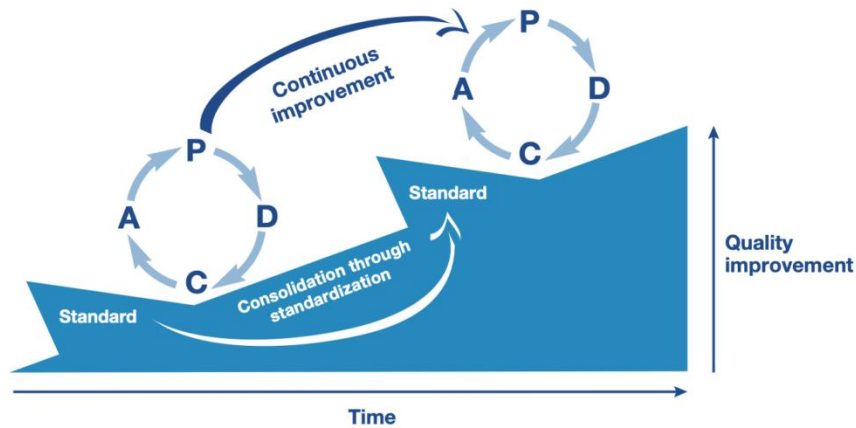 P
A
D
C
Continuous
improvement
P
A
D
C
Standard
Consolidation through
standardization
Standard
Quality
improvement
Time